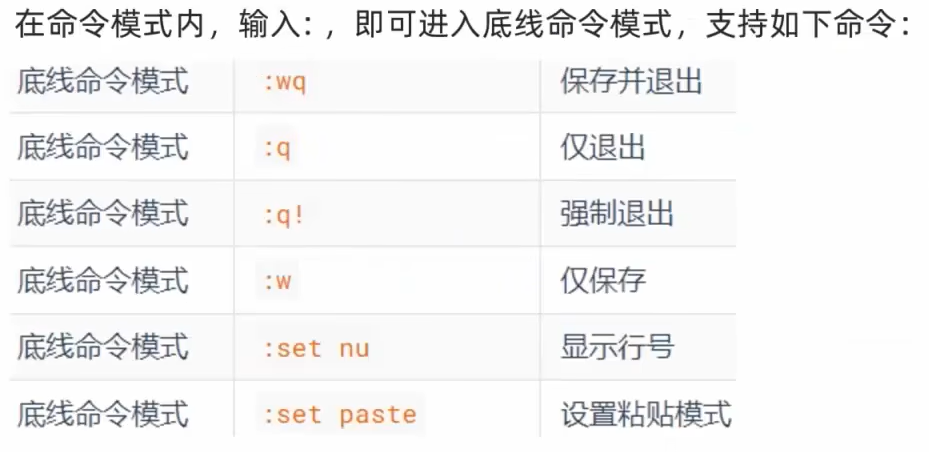 在命令模式内，输入:，即可进入底线命令模式，支持如下命令：
底线命令模式 :wq 保存并退出
底线命令模式 :q 仅退出
底线命令模式 :q! 强制退出
底线命令模式 :w 仅保存
底线命令模式 :set nu 显示行号
底线命令模式 :set paste 设置粘贴模式